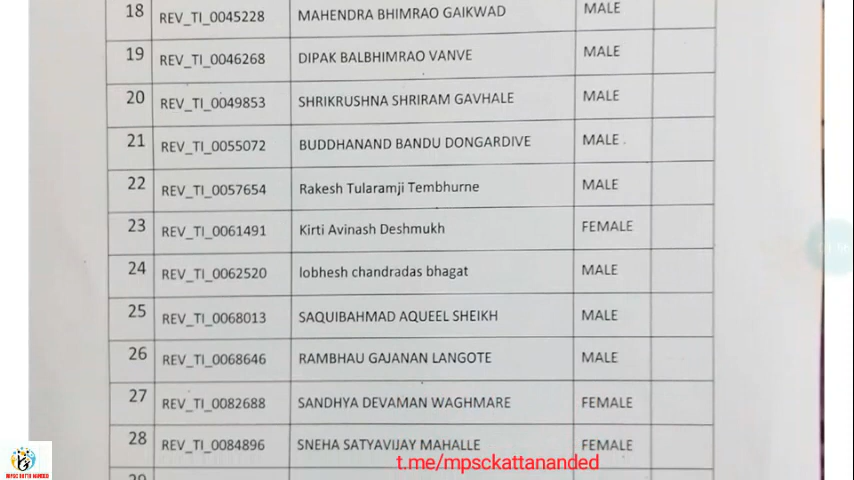 18 REV_TI_0045228 MAHENDRA BHIMRAO GAIKWAD MALE
19 REV_TI_0046268 DIPAK BALBHIMRAO VANVE MALE
20 REV_TI_0049853 SHRIKRUSHNA SHRIRAM GAVHALE MALE
21 REV_TI_0055072 BUDDHANAND BANDU DONGARDIVE MALE
22 REV_TI_0057654 Rakesh Tularamji Tembhurne MALE
23 REV_TI_0061491 Kirti Avinash Deshmukh FEMALE
24 REV_TI_0062520 lobhesh chandradas bhagat MALE
25 REV_TI_0068013 SAQUIBAHMAD AQUEEL SHEIKH MALE
26 REV_TI_0068646 RAMBHAU GAJANAN LANGOTE MALE
27 REV_TI_0082688 SANDHYA DEVAMAN WAGHMARE FEMALE
28 REV_TI_0084896 SNEHA SATYAVIJAY MAHALLE FEMALE
t.me/mpsckattananded